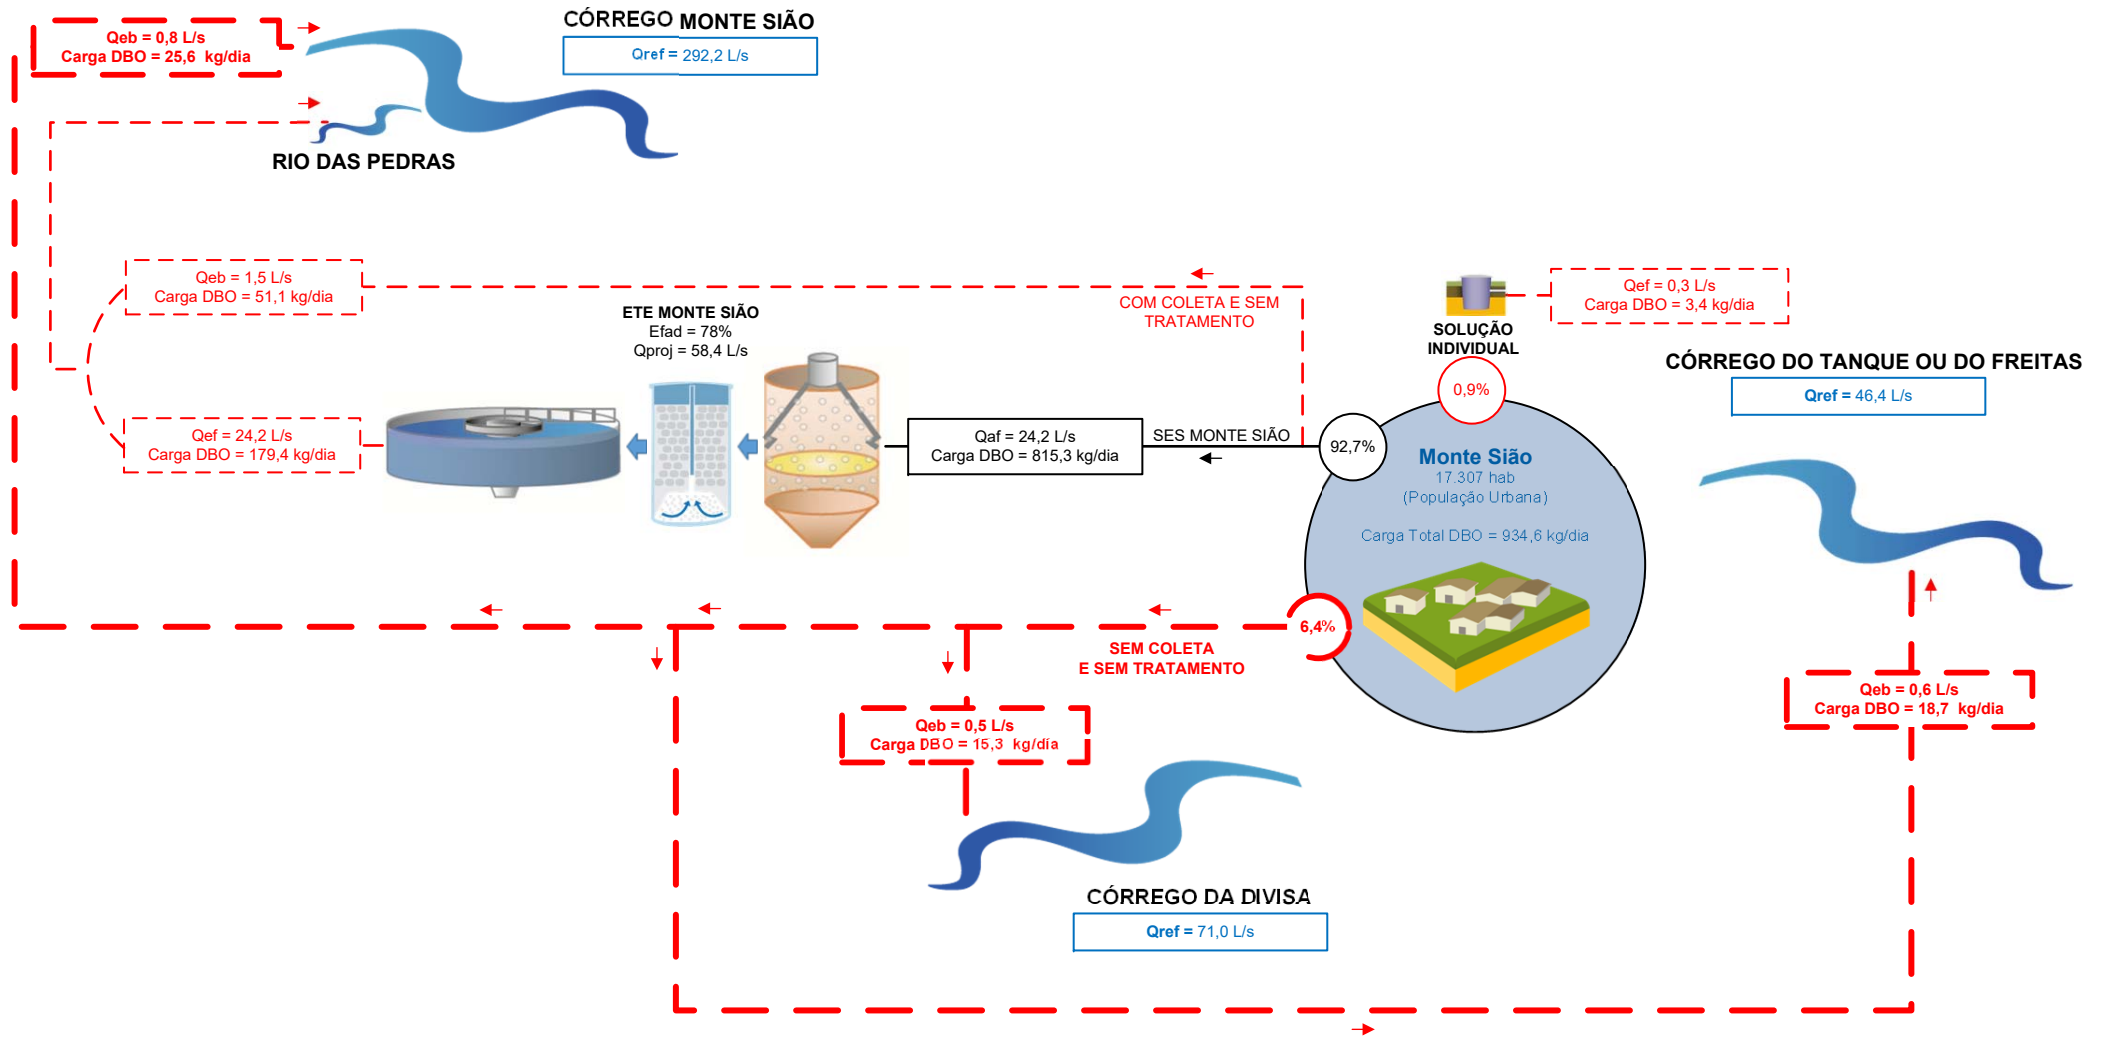 Qeb = 0,8 L/s
Carga DBO = 25,6 kg/dia
CÓRREGO MONTE SIÃO
Qref = 292,2 L/s
RIO DAS PEDRAS
Qeb = 1,5 L/s
Carga DBO = 51,1 kg/dia
COM COLETA E SEM
TRATAMENTO
ETE MONTE SIÃO
Efad = 78%
Qproj = 58,4 L/s
SOLUÇÃO
INDIVIDUAL
Qef = 0,3 L/s
Carga DBO = 3,4 kg/dia
CÓRREGO DO TANQUE OU DO FREITAS
Qref = 46,4 L/s
0,9%
Qef = 24,2 L/s
Carga DBO = 179,4 kg/dia
Qaf = 24,2 L/s
Carga DBO = 815,3 kg/dia
SES MONTE SIÃO
92,7%
Monte Sião
17.307 hab
(População Urbana)
Carga Total DBO = 934,6 kg/dia
6,4%
SEM COLETA
E SEM TRATAMENTO
Qeb = 0,6 L/s
Carga DBO = 18,7 kg/dia
Qeb = 0,5 L/s
Carga DBO = 15,3 kg/dia
CÓRREGO DA DIVISA
Qref = 71,0 L/s